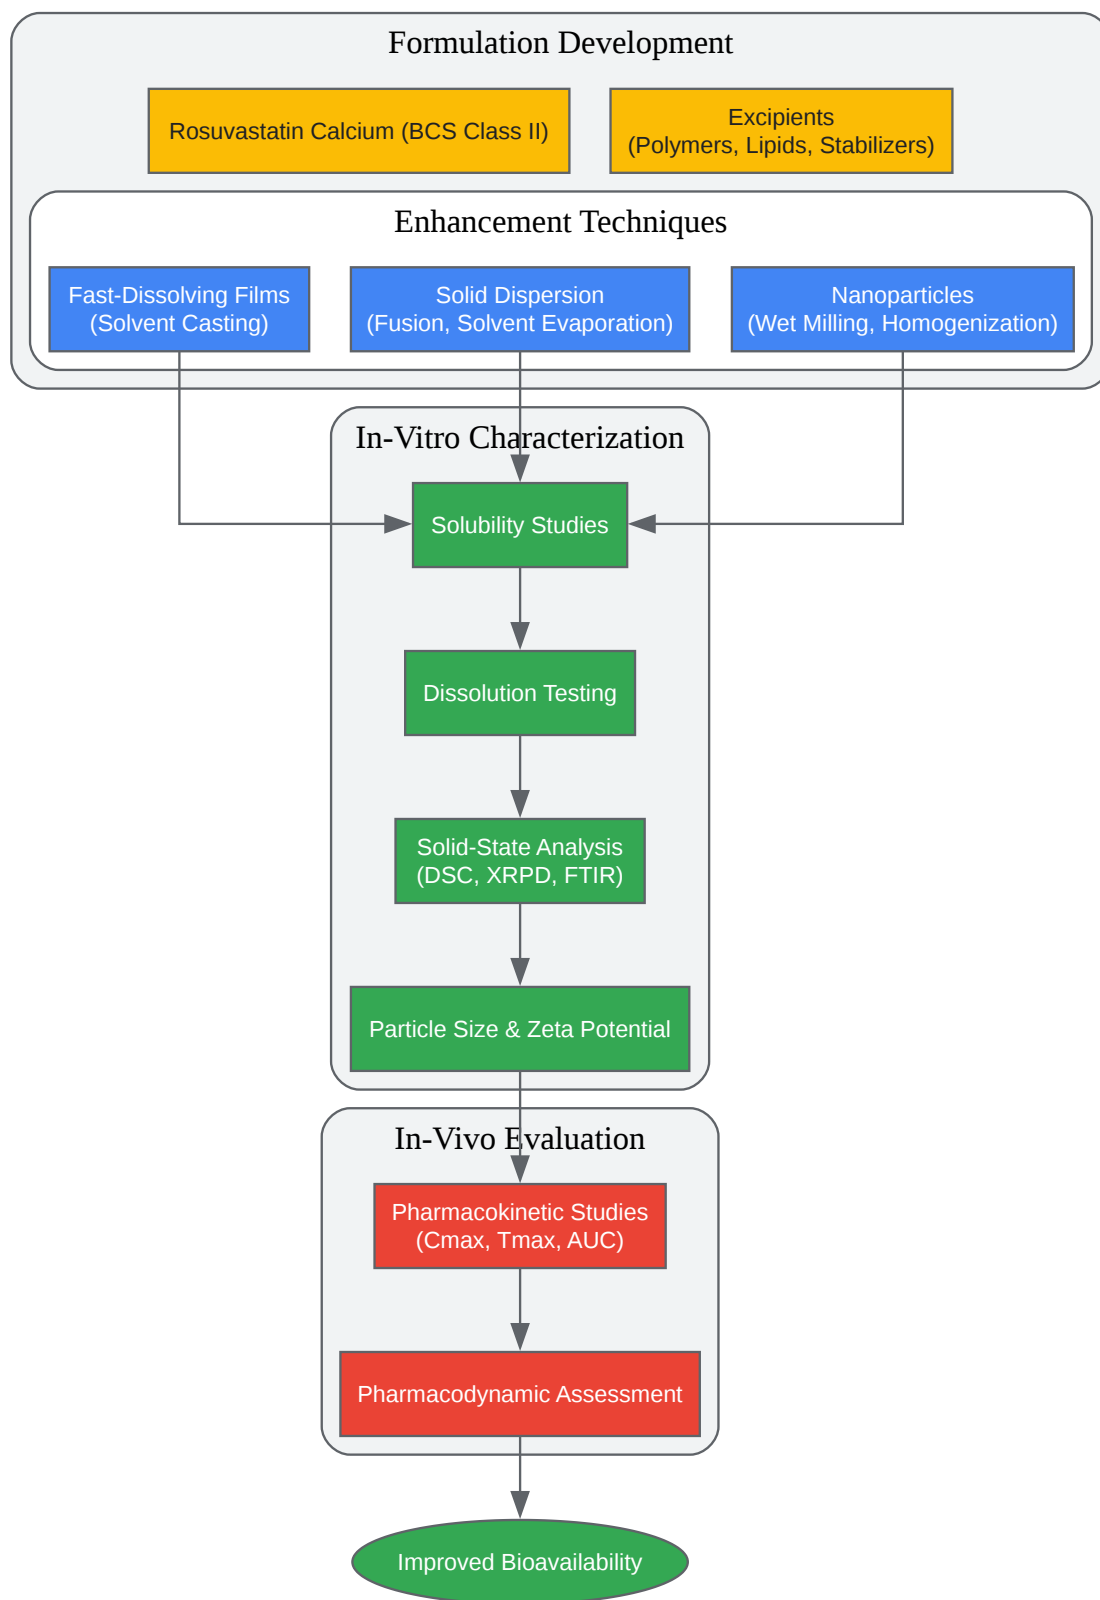 Formulation Development
Rosuvastatin Calcium (BCS Class II)
Excipients
(Polymers, Lipids, Stabilizers)
Enhancement Techniques
Fast-Dissolving Films
(Solvent Casting)
Solid Dispersion
(Fusion, Solvent Evaporation)
Nanoparticles
(Wet Milling, Homogenization)
In-Vitro Characterization
Solubility Studies
Dissolution Testing
Solid-State Analysis
(DSC, XRPD, FTIR)
Particle Size & Zeta Potential
In-Vivo Evaluation
Pharmacokinetic Studies
(Cmax, Tmax, AUC)
Pharmacodynamic Assessment
Improved Bioavailability